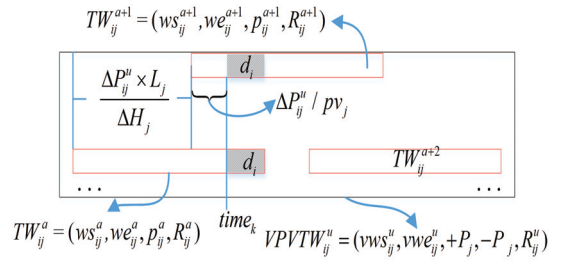 TW_{ij}^{a+1} = (ws_{ij}^{a+1}, we_{ij}^{a+1}, p_{ij}^{a+1}, R_{ij}^{a+1})
d_i
\frac{ΔP_{ij}^{u} × L_j}{ΔH_j}
ΔP_{ij}^{u} / pv_j
d_i
TW_{ij}^{a+2}
...
...
TW_{ij}^{a} = (ws_{ij}^{a}, we_{ij}^{a}, p_{ij}^{a}, R_{ij}^{a})
time_k
VPVTW_{ij}^{u} = (vws_{ij}^{u}, vwe_{ij}^{u}, +P_j, -P_j, R_{ij}^{u})